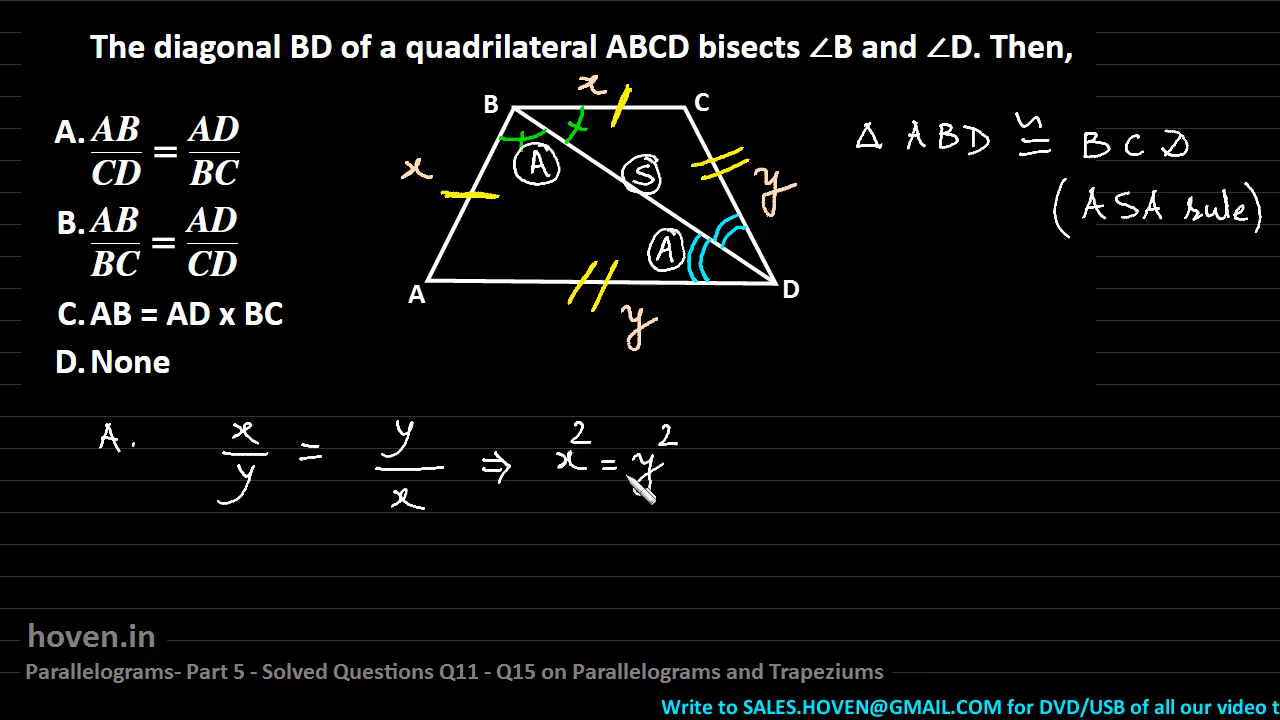 The diagonal BD of a quadrilateral ABCD bisects ∠B and ∠D. Then,
A. AB/CD = AD/BC
B. AB/BC = AD/CD
C. AB = AD x BC
D. None
B
x
C
x
A
S
y
A
A
D
y
Δ ABD ≅ BCD
(ASA rule)
A. x/y = y/x ⇒ x² = y²
hoven.in
Parallelograms- Part 5 - Solved Questions Q11 - Q15 on Parallelograms and Trapeziums
Write to SALES.HOVEN@GMAIL.COM for DVD/USB of all our video t